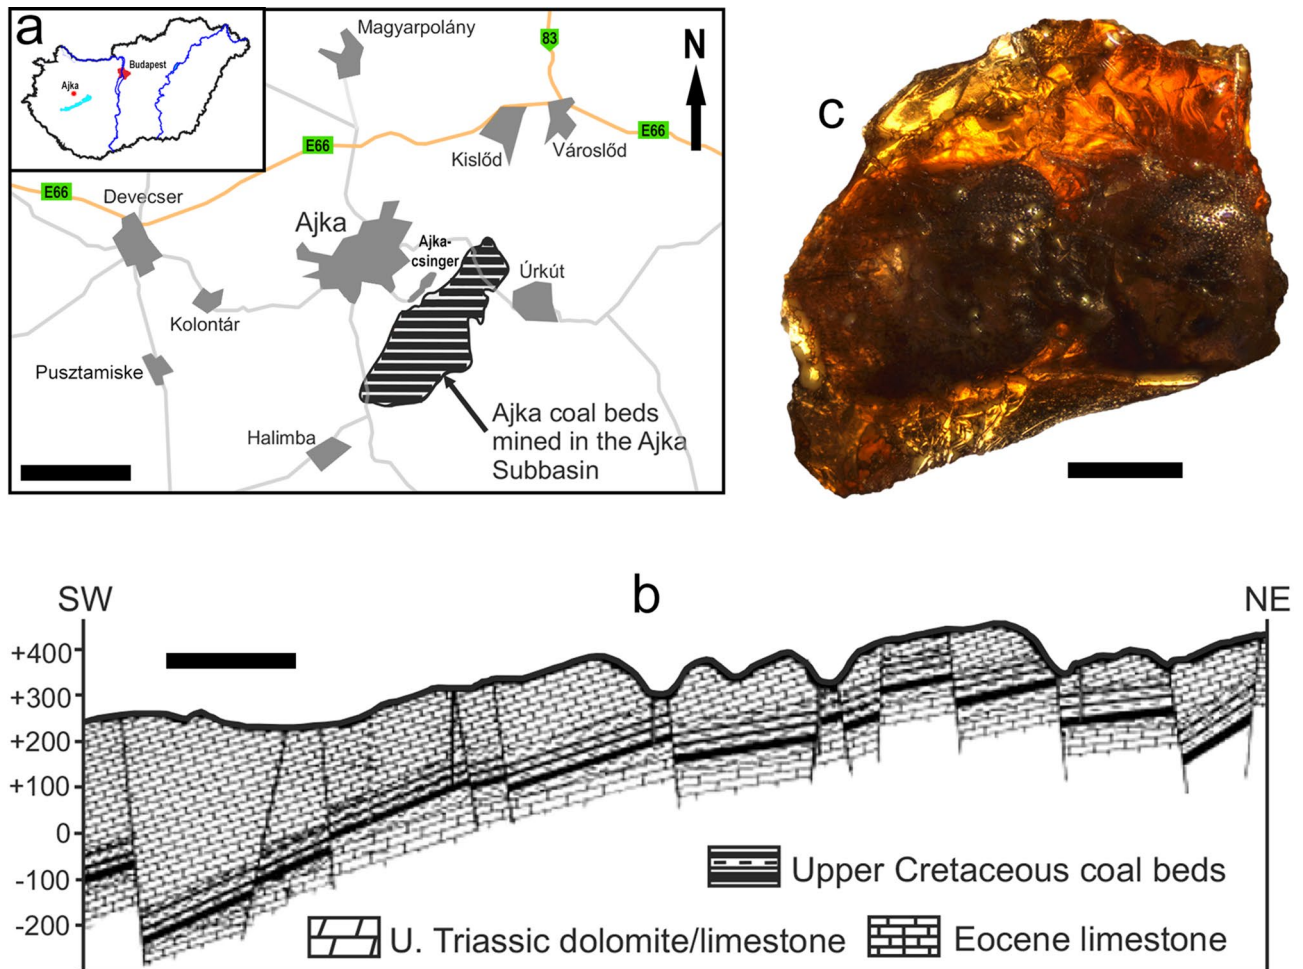 a
Budapest
Ajka
Magyarpolány
83
N
E66
Kislőd
Városlőd
E66
E66
Devecser
Ajka
Ajka-
csinger
Úrkút
Kolontár
Pusztamiske
Halimba
Ajka coal beds
mined in the Ajka
Subbasin
c
SW
b
NE
+400
+300
+200
+100
0
-100
-200
Upper Cretaceous coal beds
U. Triassic dolomite/limestone
Eocene limestone